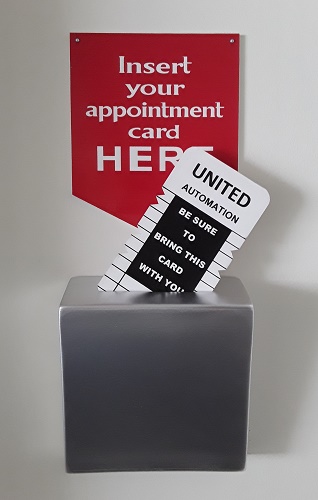 Insert
your
appointment
card
HERE
UNITED
AUTOMATION
BE SURE
TO
BRING THIS
CARD
WITH YOU